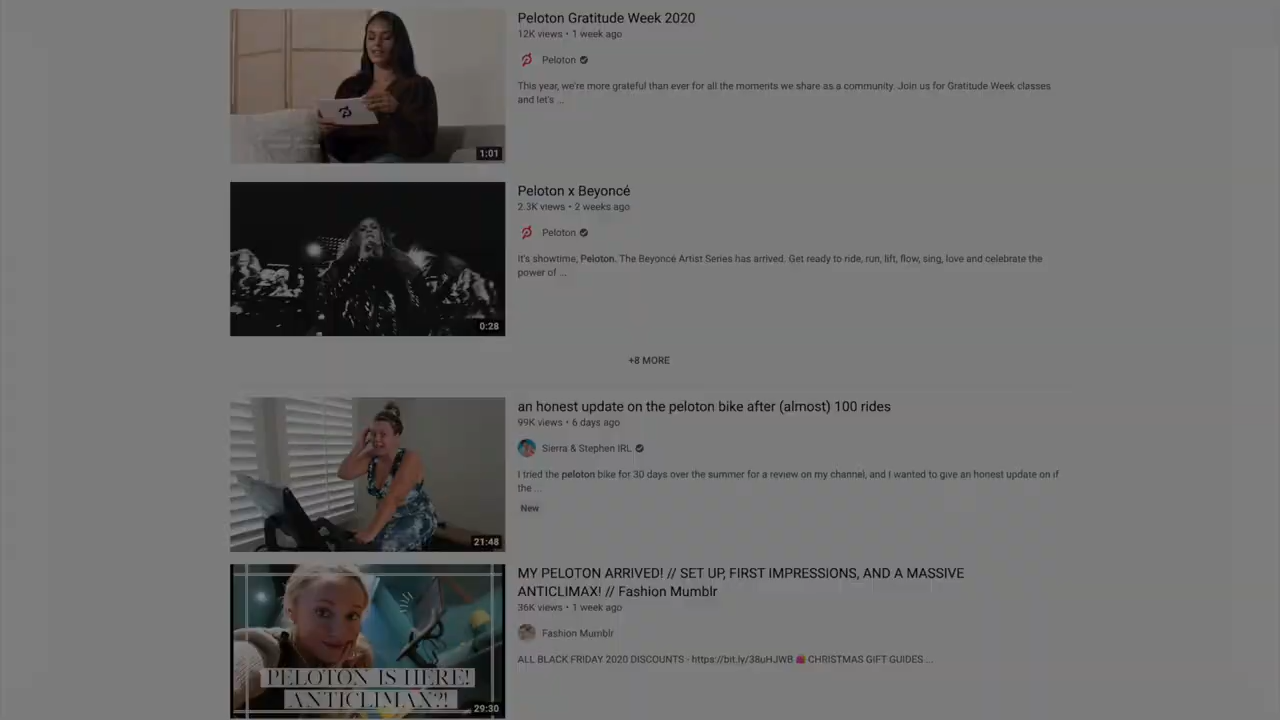 Peloton Gratitude Week 2020
12K views • 1 week ago
Peloton
This year, we're more grateful than ever for all the moments we share as a community. Join us for Gratitude Week classes
and let's ...
1:01
Peloton x Beyoncé
2.3K views • 2 weeks ago
Peloton
It's showtime, Peloton. The Beyoncé Artist Series has arrived. Get ready to ride, run, lift, flow, sing, love and celebrate the
power of ...
0:28
+8 MORE
an honest update on the peloton bike after (almost) 100 rides
99K views • 6 days ago
Sierra & Stephen IRL
I tried the peloton bike for 30 days over the summer for a review on my channel, and I wanted to give an honest update on if
the ...
New
21:48
MY PELOTON ARRIVED! // SET UP, FIRST IMPRESSIONS, AND A MASSIVE
ANTICLIMAX! // Fashion Mumblr
36K views • 1 week ago
Fashion Mumblr
ALL BLACK FRIDAY 2020 DISCOUNTS - https://bit.ly/38uHJWB 🎁 CHRISTMAS GIFT GUIDES ...
PELOTON IS HERE!
ANTICLIMAX?!
29:30